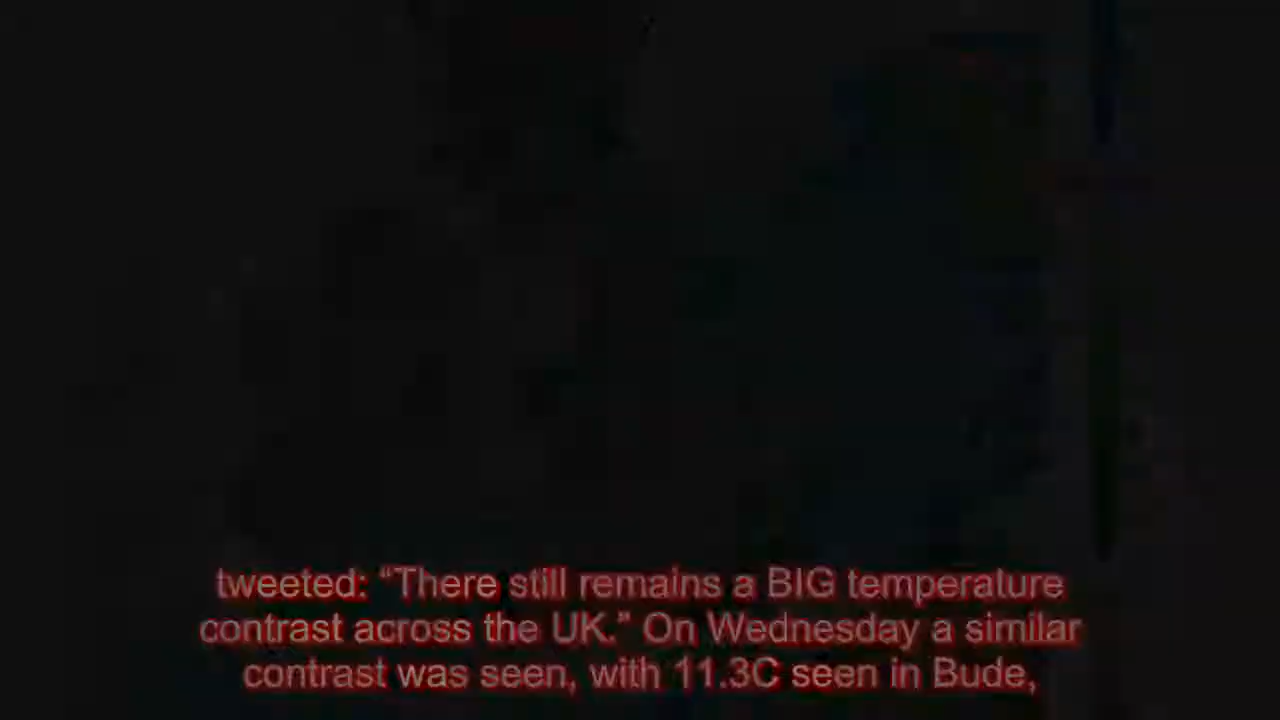 tweeted: “There still remains a BIG temperature
contrast across the UK.” On Wednesday a similar
contrast was seen, with 11.3C seen in Bude,